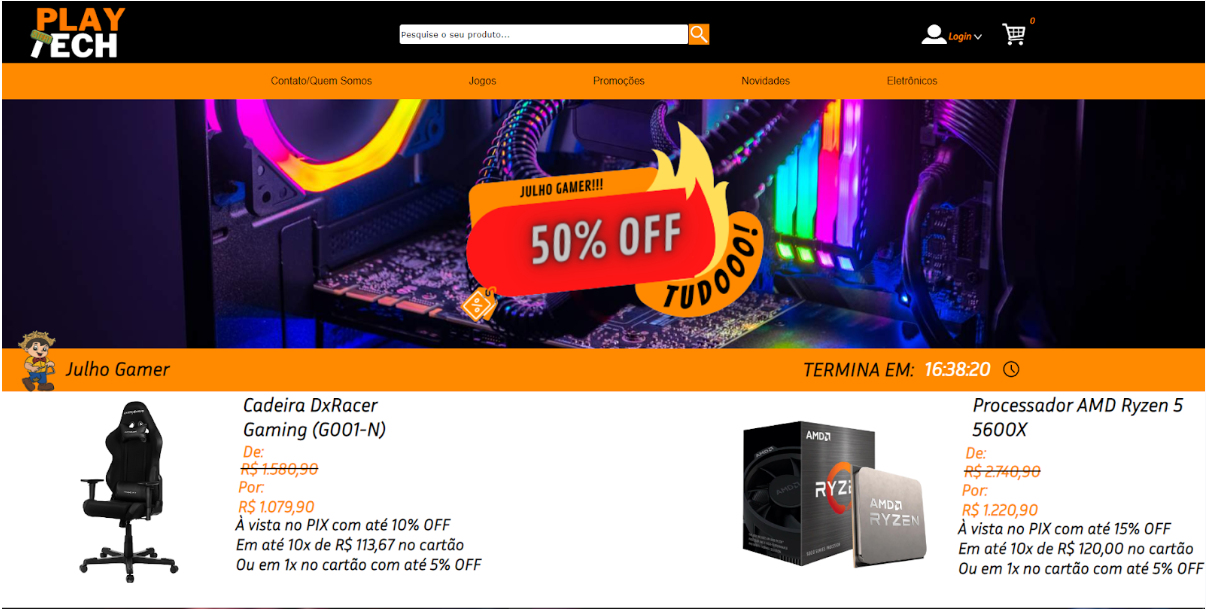 PLAY
TECH
Pesquise o seu produto...
Login
0
Contato/Quem Somos
Jogos
Promoções
Novidades
Eletrônicos
JULHO GAMER!!!
50% OFF
TUDOOOO!
%
Julho Gamer
TERMINA EM: 16:38:20
Cadeira DxRacer
Gaming (G001-N)
De:
R$ 1.580,90
Por:
R$ 1.079,90
À vista no PIX com até 10% OFF
Em até 10x de R$ 113,67 no cartão
Ou em 1x no cartão com até 5% OFF
AMD
RYZE
AMD
RYZEN
Processador AMD Ryzen 5
5600X
De:
R$ 2.740,90
Por:
R$ 1.220,90
À vista no PIX com até 15% OFF
Em até 10x de R$ 120,00 no cartão
Ou em 1x no cartão com até 5% OFF